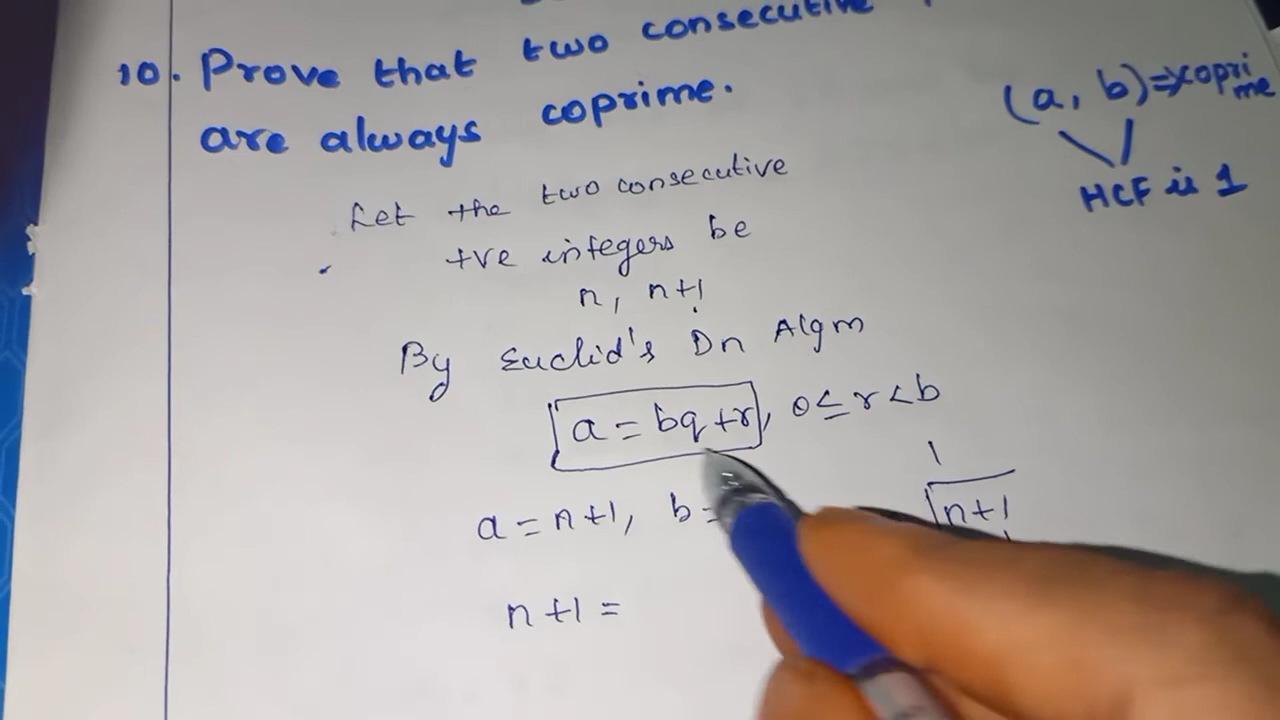 10. Prove that two consecutive
are always coprime.
(a, b) => coprime
HCF is 1
Let the two consecutive
+ve integers be
n, n+1
By Euclid's Dn Algm
a = bq + r, 0 ≤ r < b
a = n+1, b =
1
n+1
n+1 =